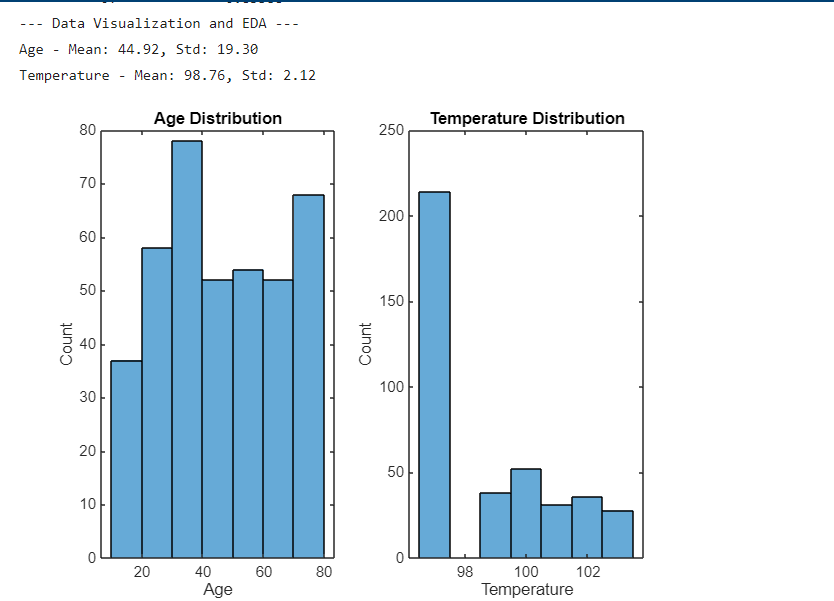 --- Data Visualization and EDA ---
Age - Mean: 44.92, Std: 19.30
Temperature - Mean: 98.76, Std: 2.12
Age Distribution
80
70
60
50
40
30
20
10
0
Count
20 40 60 80
Age
Temperature Distribution
250
200
150
100
50
0
Count
98 100 102
Temperature